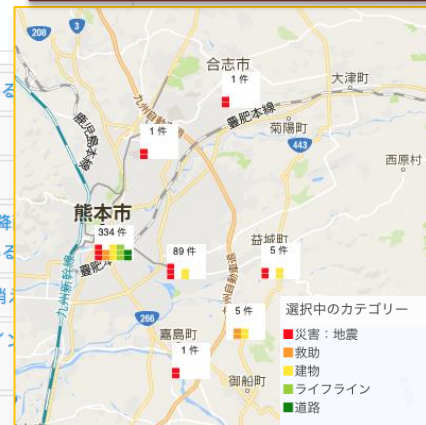 208
3
合志市
1 件
大津町
九州自動車道
豊肥本線
菊陽町
鹿児島本線
1 件
443
西原村
熊本市
334 件
89 件
益城町
5 件
豊肥本
九州新幹線
九州自動車道
5 件
266
嘉島町
1 件
御船町
選択中のカテゴリー
災害：地震
救助
建物
ライフライン
道路